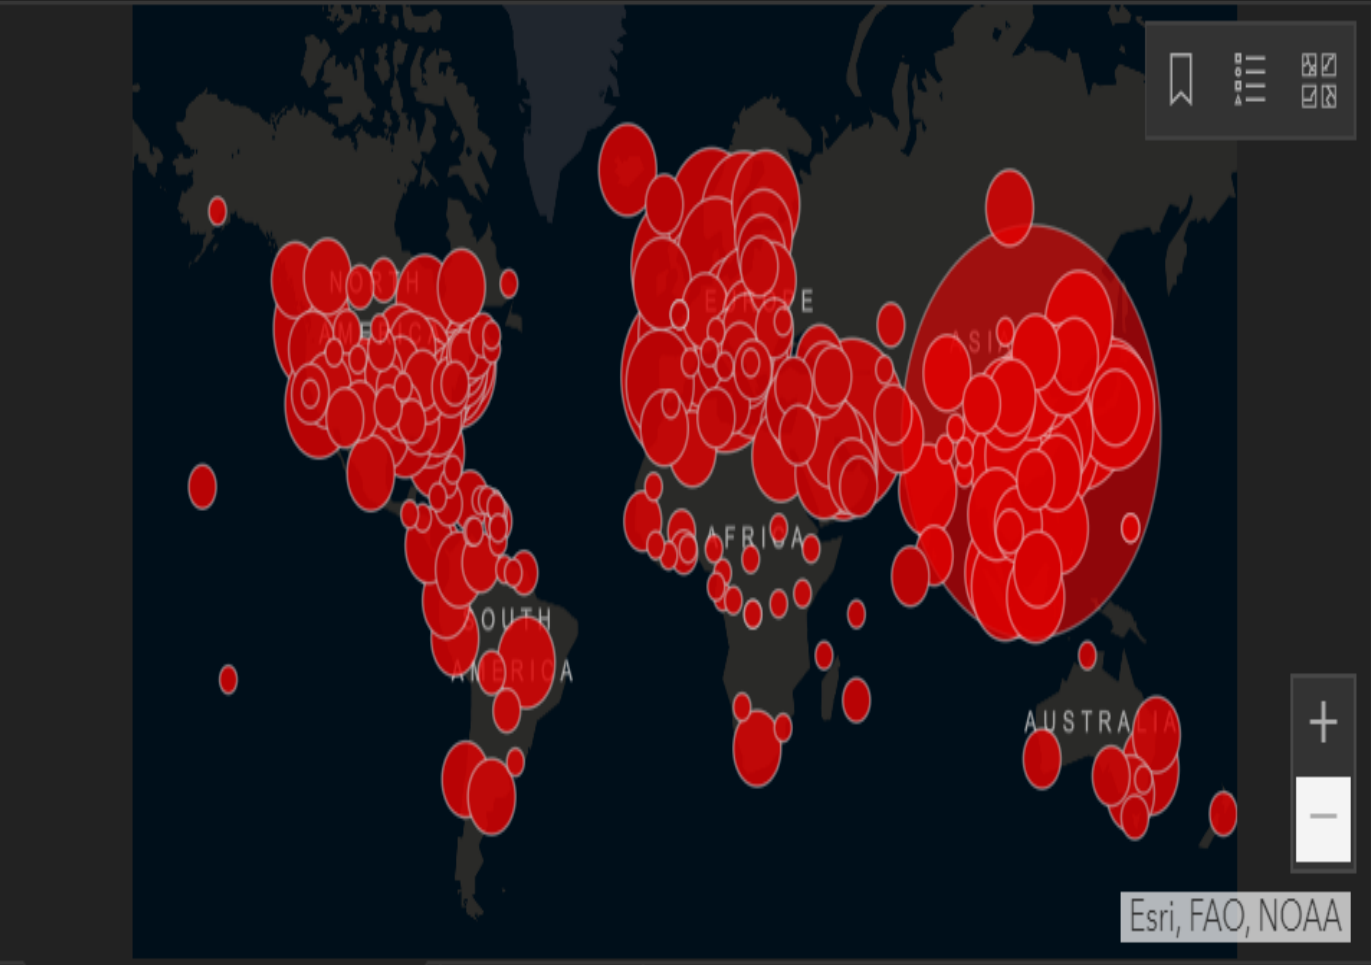 NORTH
AMERICA
EUROPE
ASIA
AFRICA
SOUTH
AMERICA
AUSTRALIA
Esri, FAO, NOAA